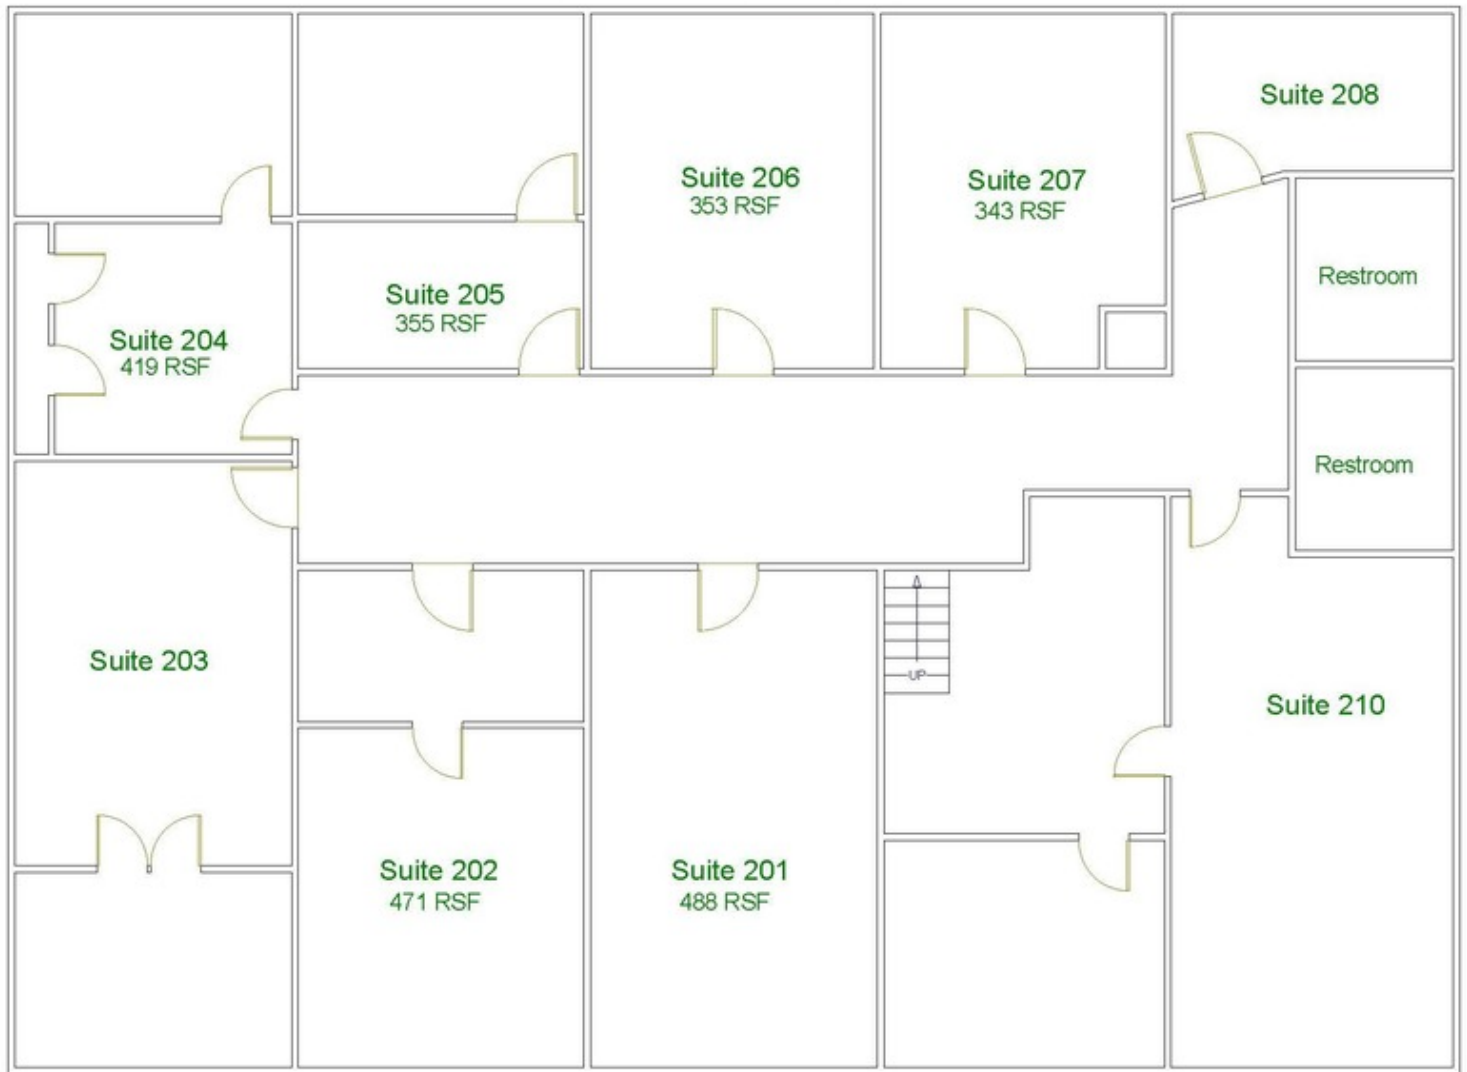 Suite 208
Suite 206
353 RSF
Suite 207
343 RSF
Restroom
Suite 205
355 RSF
Suite 204
419 RSF
Restroom
Suite 203
UP
Suite 210
Suite 202
471 RSF
Suite 201
488 RSF